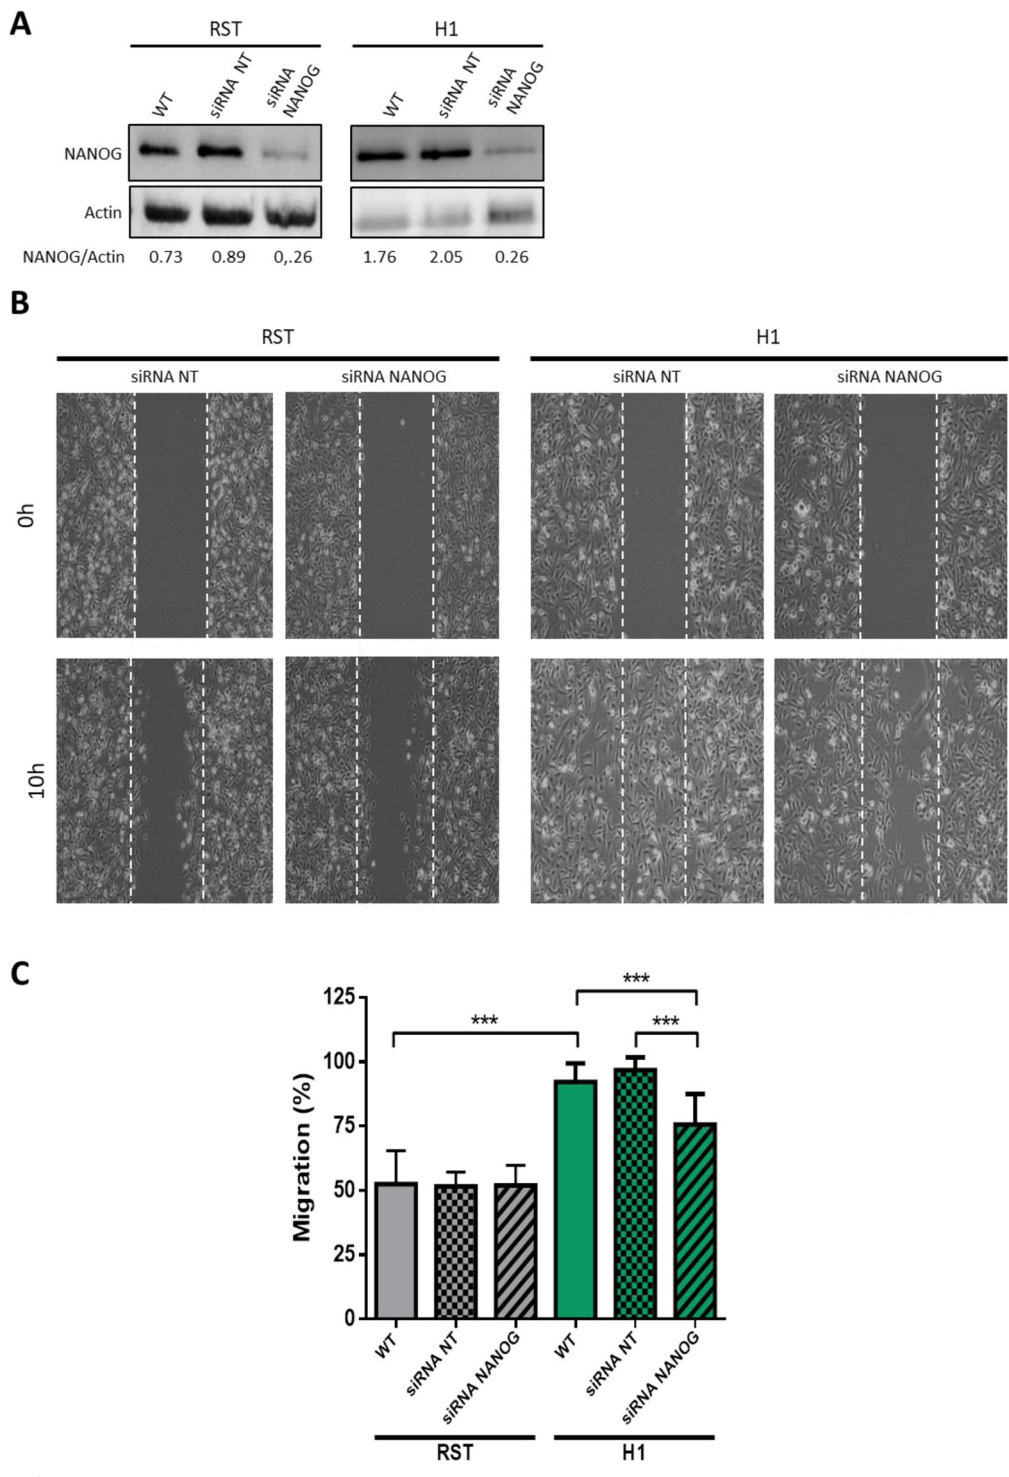 A
RST
H1
WT
siRNA NT
siRNA
NANOG
WT
siRNA NT
siRNA
NANOG
NANOG
Actin
NANOG/Actin 0.73 0.89 0,.26 1.76 2.05 0.26
B
RST H1
siRNA NT siRNA NANOG siRNA NT siRNA NANOG
0h
10h
C
Migration (%)
125
100
75
50
25
0
***
***
***
WT
siRNA NT
siRNA NANOG
WT
siRNA NT
siRNA NANOG
RST
H1